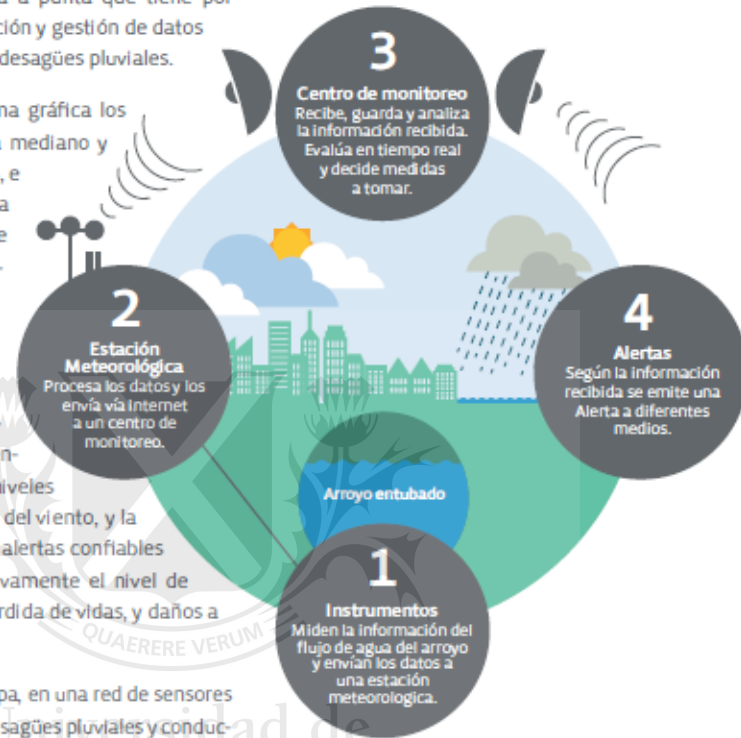 ción y gestión de datos
desagües pluviales.
na gráfica los
mediano y
, e
a
e
n-
iveles
del viento, y la
alertas confiables
vamente el nivel de
rdida de vidas, y daños a
pa, en una red de sensores
sagües pluviales y conduc-
3
Centro de monitoreo
Recibe, guarda y analiza
la información recibida.
Evalúa en tiempo real
y decide medidas
a tomar.
2
Estación
Meteorológica
Procesa los datos y los
envía vía internet
a un centro de
monitoreo.
4
Alertas
Según la información
recibida se emite una
Alerta a diferentes
medios.
Arroyo entubado
1
Instrumentos
Miden la información del
flujo de agua del arroyo
y envían los datos a
una estación
meteorologica.
QUAERERE VERUM
Universidad de